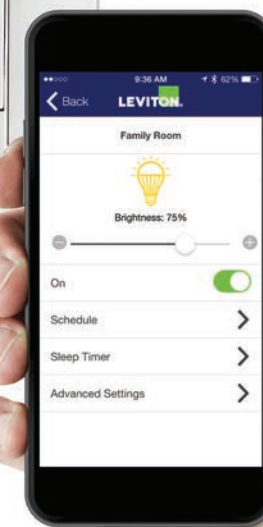 9:36 AM 62%
Back LEVITON.
Family Room
Brightness: 75%
On
Schedule
Sleep Timer
Advanced Settings